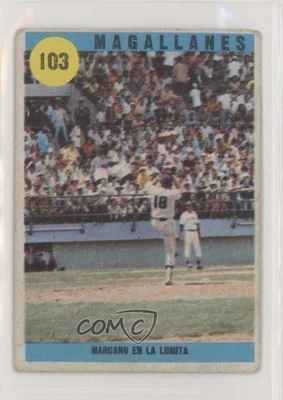 103
MAGALLANES
18
COMC
MARCANO EN LA LOMITA